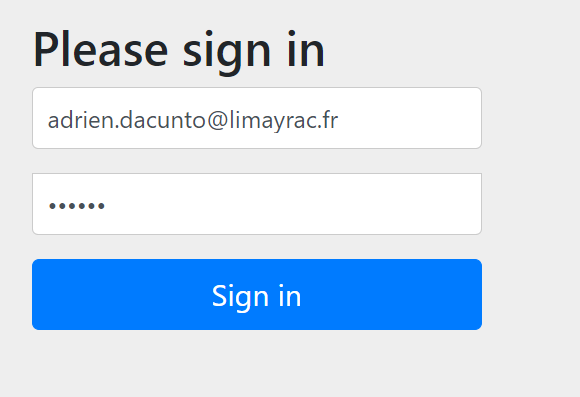 Please sign in
adrien.dacunto@limayrac.fr
••••••
Sign in